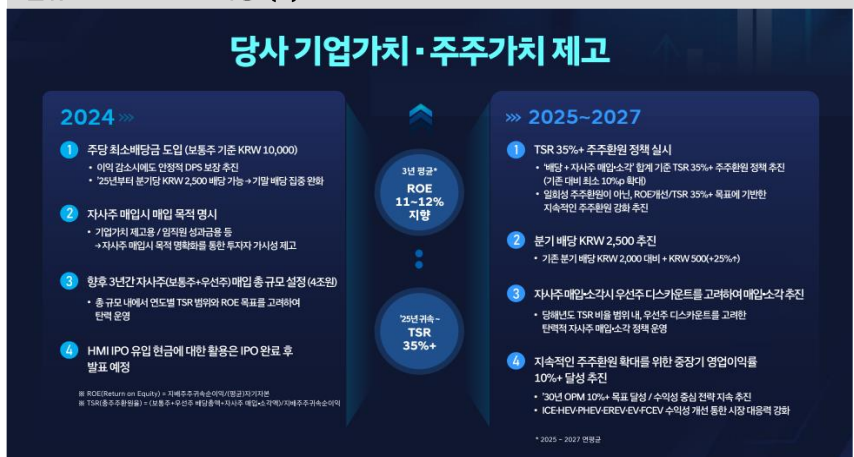 당사 기업가치·주주가치 제고
2024 >>>
1 주당 최소배당금 도입 (보통주 기준 KRW 10,000)
• 이익 감소시에도 안정적 DPS 보장 추진
• '25년부터 분기당 KRW 2,500 배당 가능 → 기말 배당 집중 완화
2 자사주 매입시 매입 목적 명시
• 기업가치 제고용 / 임직원 성과금용 등
→ 자사주 매입시 목적 명확화를 통한 투자자 가시성 제고
3 향후 3년간 자사주(보통주+우선주) 매입 총 규모 설정 (4조원)
• 총 규모 내에서 연도별 TSR 범위와 ROE 목표를 고려하여
탄력 운영
4 HMI IPO 유입 현금에 대한 활용은 IPO 완료 후
발표 예정
※ ROE(Return on Equity) = 지배주주귀속순이익/(평균)자기자본
※ TSR(총주주환원율) = (보통주+우선주 배당총액+자사주 매입•소각액)/지배주주귀속순이익
3년 평균*
ROE
11~12%
지향
'25년 귀속~
TSR
35%+
>>> 2025~2027
1 TSR 35%+ 주주환원 정책 실시
• '배당 + 자사주 매입•소각' 합계 기준 TSR 35%+ 주주환원 정책 추진
(기존 대비 최소 10%p 확대)
• 일회성 주주환원이 아닌, ROE개선/TSR 35%+ 목표에 기반한
지속적인 주주환원 강화 추진
2 분기 배당 KRW 2,500 추진
• 기존 분기 배당 KRW 2,000 대비 + KRW 500(+25%↑)
3 자사주 매입•소각시 우선주 디스카운트를 고려하여 매입•소각 추진
• 당해년도 TSR 비율 범위 내, 우선주 디스카운트를 고려한
탄력적 자사주 매입•소각 정책 운영
4 지속적인 주주환원 확대를 위한 중장기 영업이익률
10%+ 달성 추진
• '30년 OPM 10%+ 목표 달성 / 수익성 중심 전략 지속 추진
• ICE•HEV•PHEV•EREV•EV•FCEV 수익성 개선 통한 시장 대응력 강화
* 2025 ~ 2027 연평균